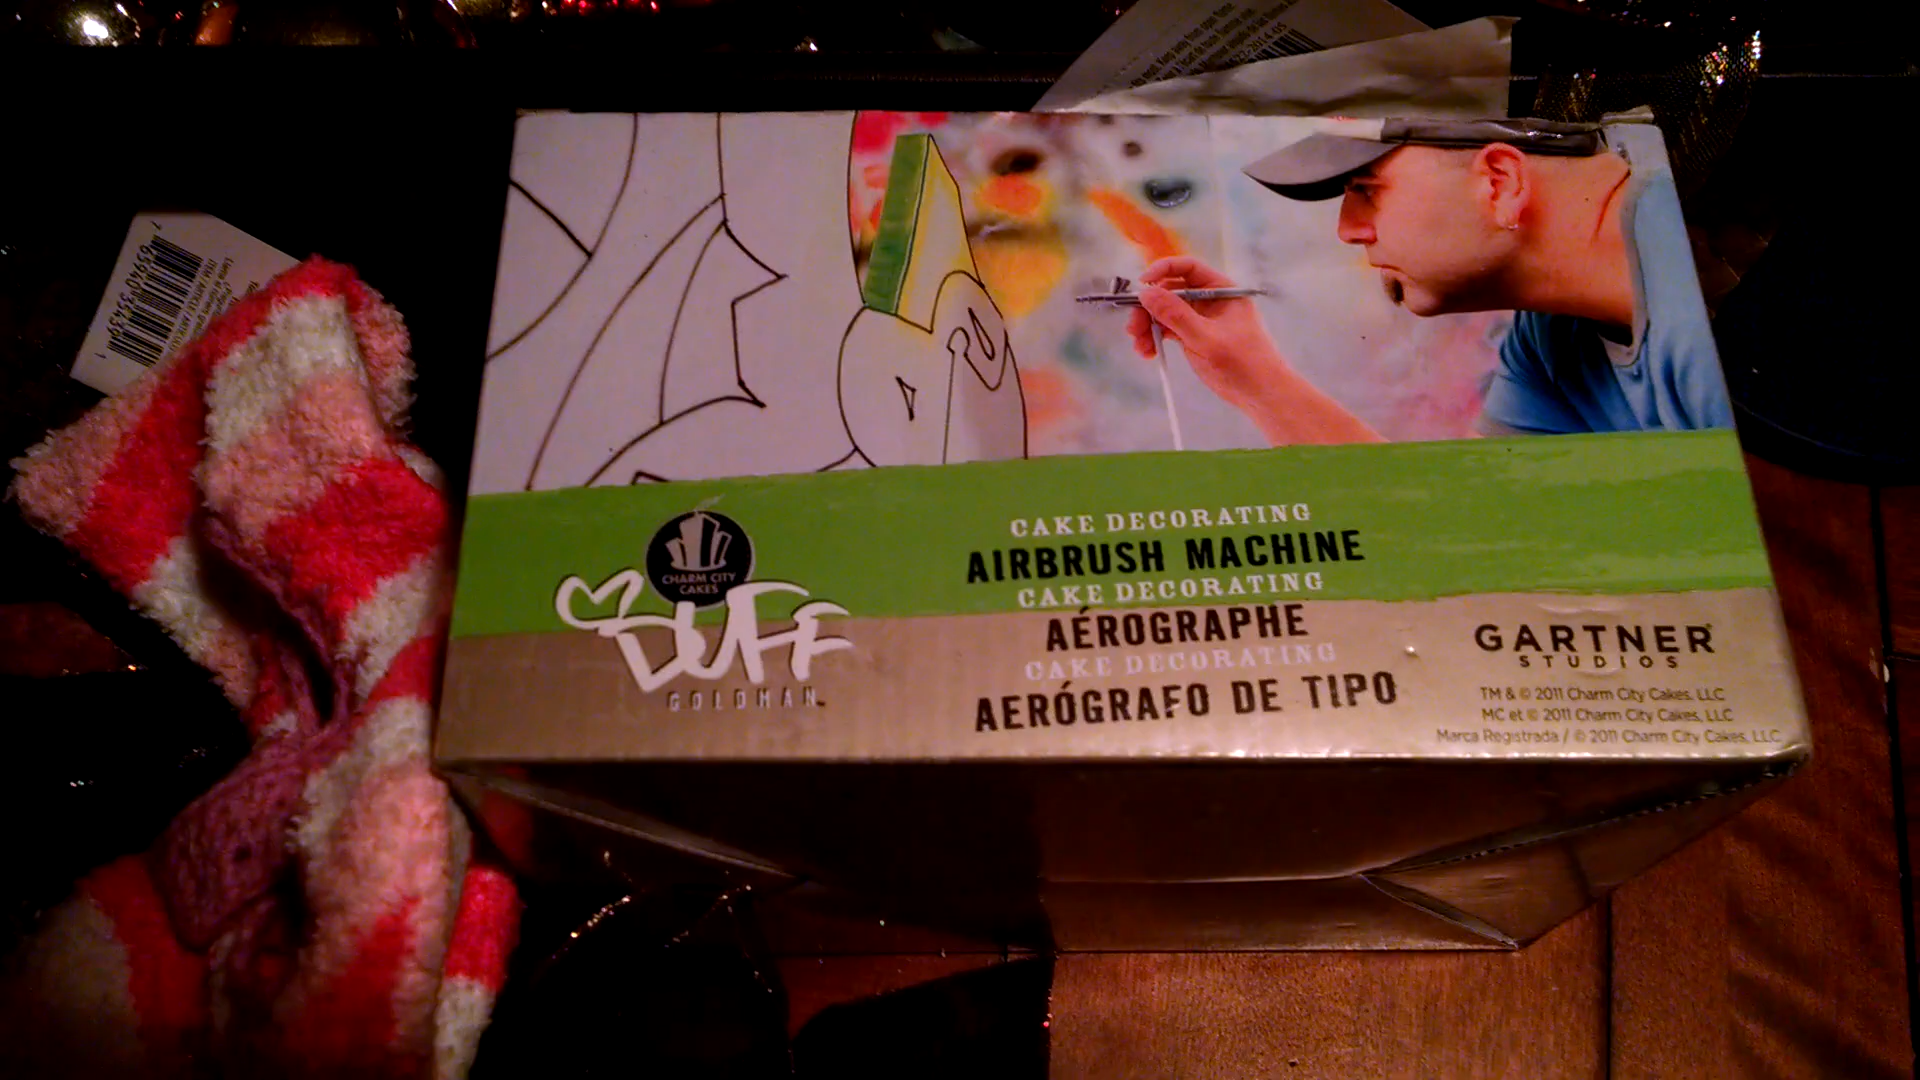 CAKE DECORATING
AIRBRUSH MACHINE
CAKE DECORATING
AÉROGRAPHE
CAKE DECORATING
AERÓGRAFO DE TIPO
CHARM CITY
CAKES
DUFF
GOLDMAN
GARTNER
STUDIOS
TM & © 2011 Charm City Cakes, LLC
MC et © 2011 Charm City Cakes, LLC
Marca Registrada / © 2011 Charm City Cakes, LLC